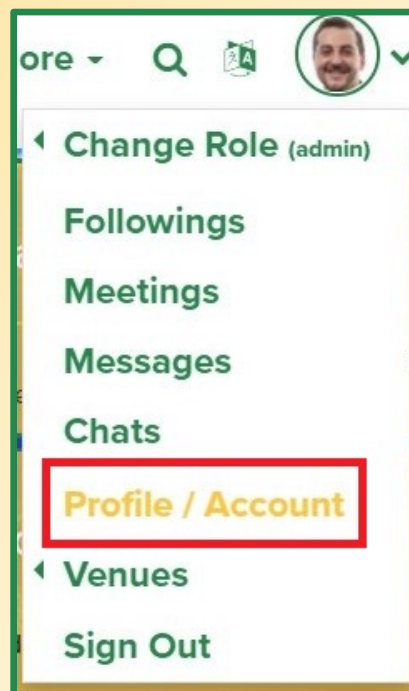 ore
Change Role (admin)
Followings
Meetings
Messages
Chats
Profile / Account
Venues
Sign Out